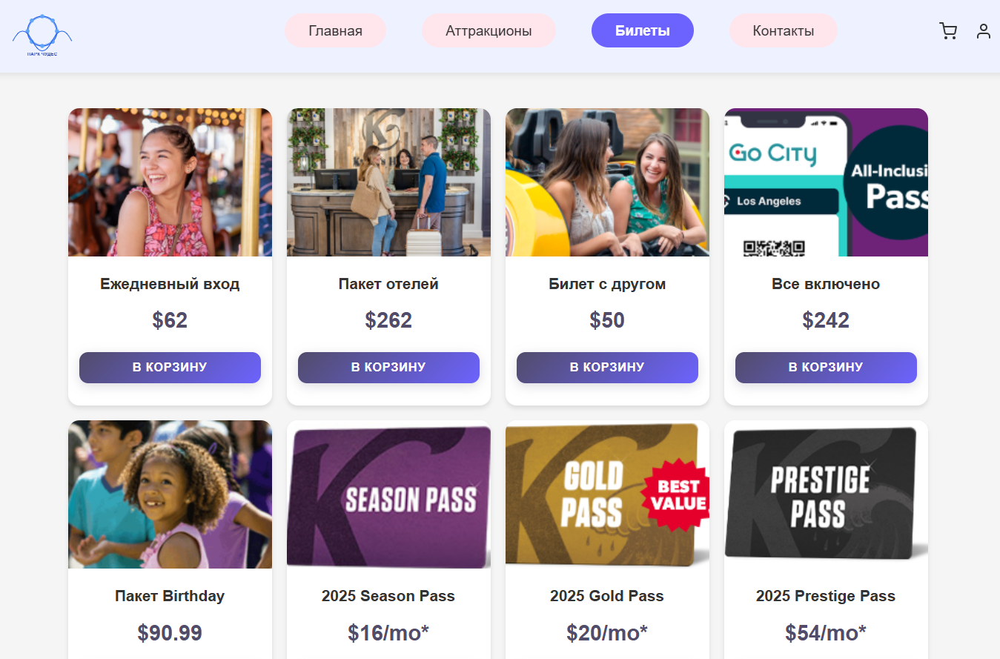 ПАРК ЧУДЕС
Главная
Аттракционы
Билеты
Контакты
Go City
Los Angeles
All-Inclusi
Pass
Ежедневный вход
Пакет отелей
Билет с другом
Все включено
$62
$262
$50
$242
В КОРЗИНУ
В КОРЗИНУ
В КОРЗИНУ
В КОРЗИНУ
SEASON PASS
GOLD
PASS
BEST
VALUE
PRESTIGE
PASS
Пакет Birthday
2025 Season Pass
2025 Gold Pass
2025 Prestige Pass
$90.99
$16/mo*
$20/mo*
$54/mo*